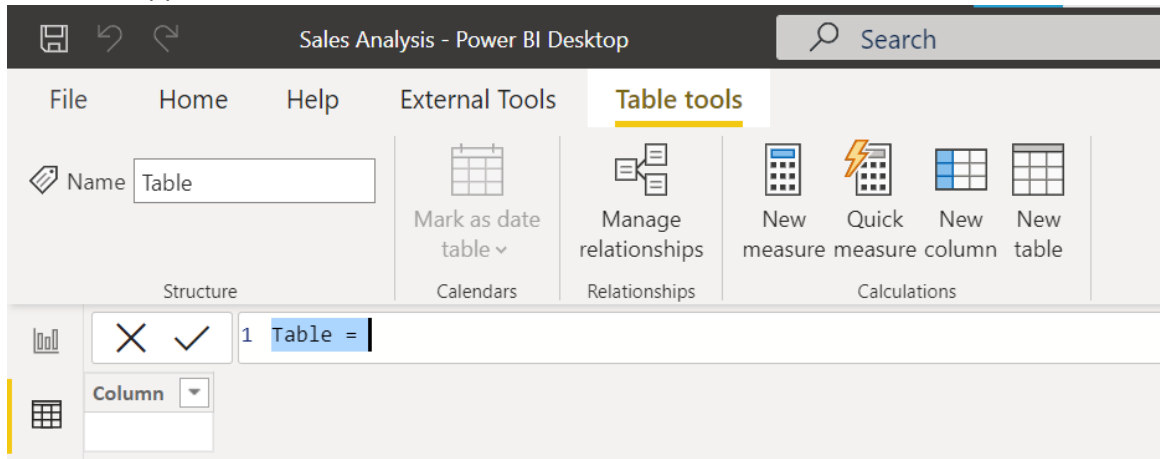 Sales Analysis - Power BI Desktop
Search
File Home Help External Tools Table tools
Name Table
Mark as date
table
Manage
relationships
New
measure
Quick
measure
New
column
New
table
Structure
Calendars
Relationships
Calculations
1 Table =
Column